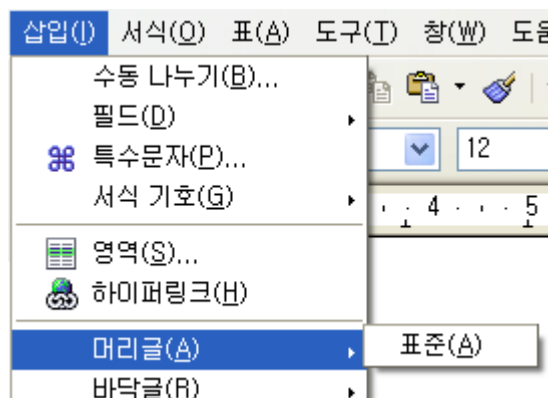 삽입(I) 서식(O) 표(A) 도구(T) 창(W) 도움
수동 나누기(B)...
필드(D)
12
특수문자(P)...
서식 기호(G)
4 5
영역(S)...
하이퍼링크(H)
머리글(A) 표준(A)
바닥글(R)